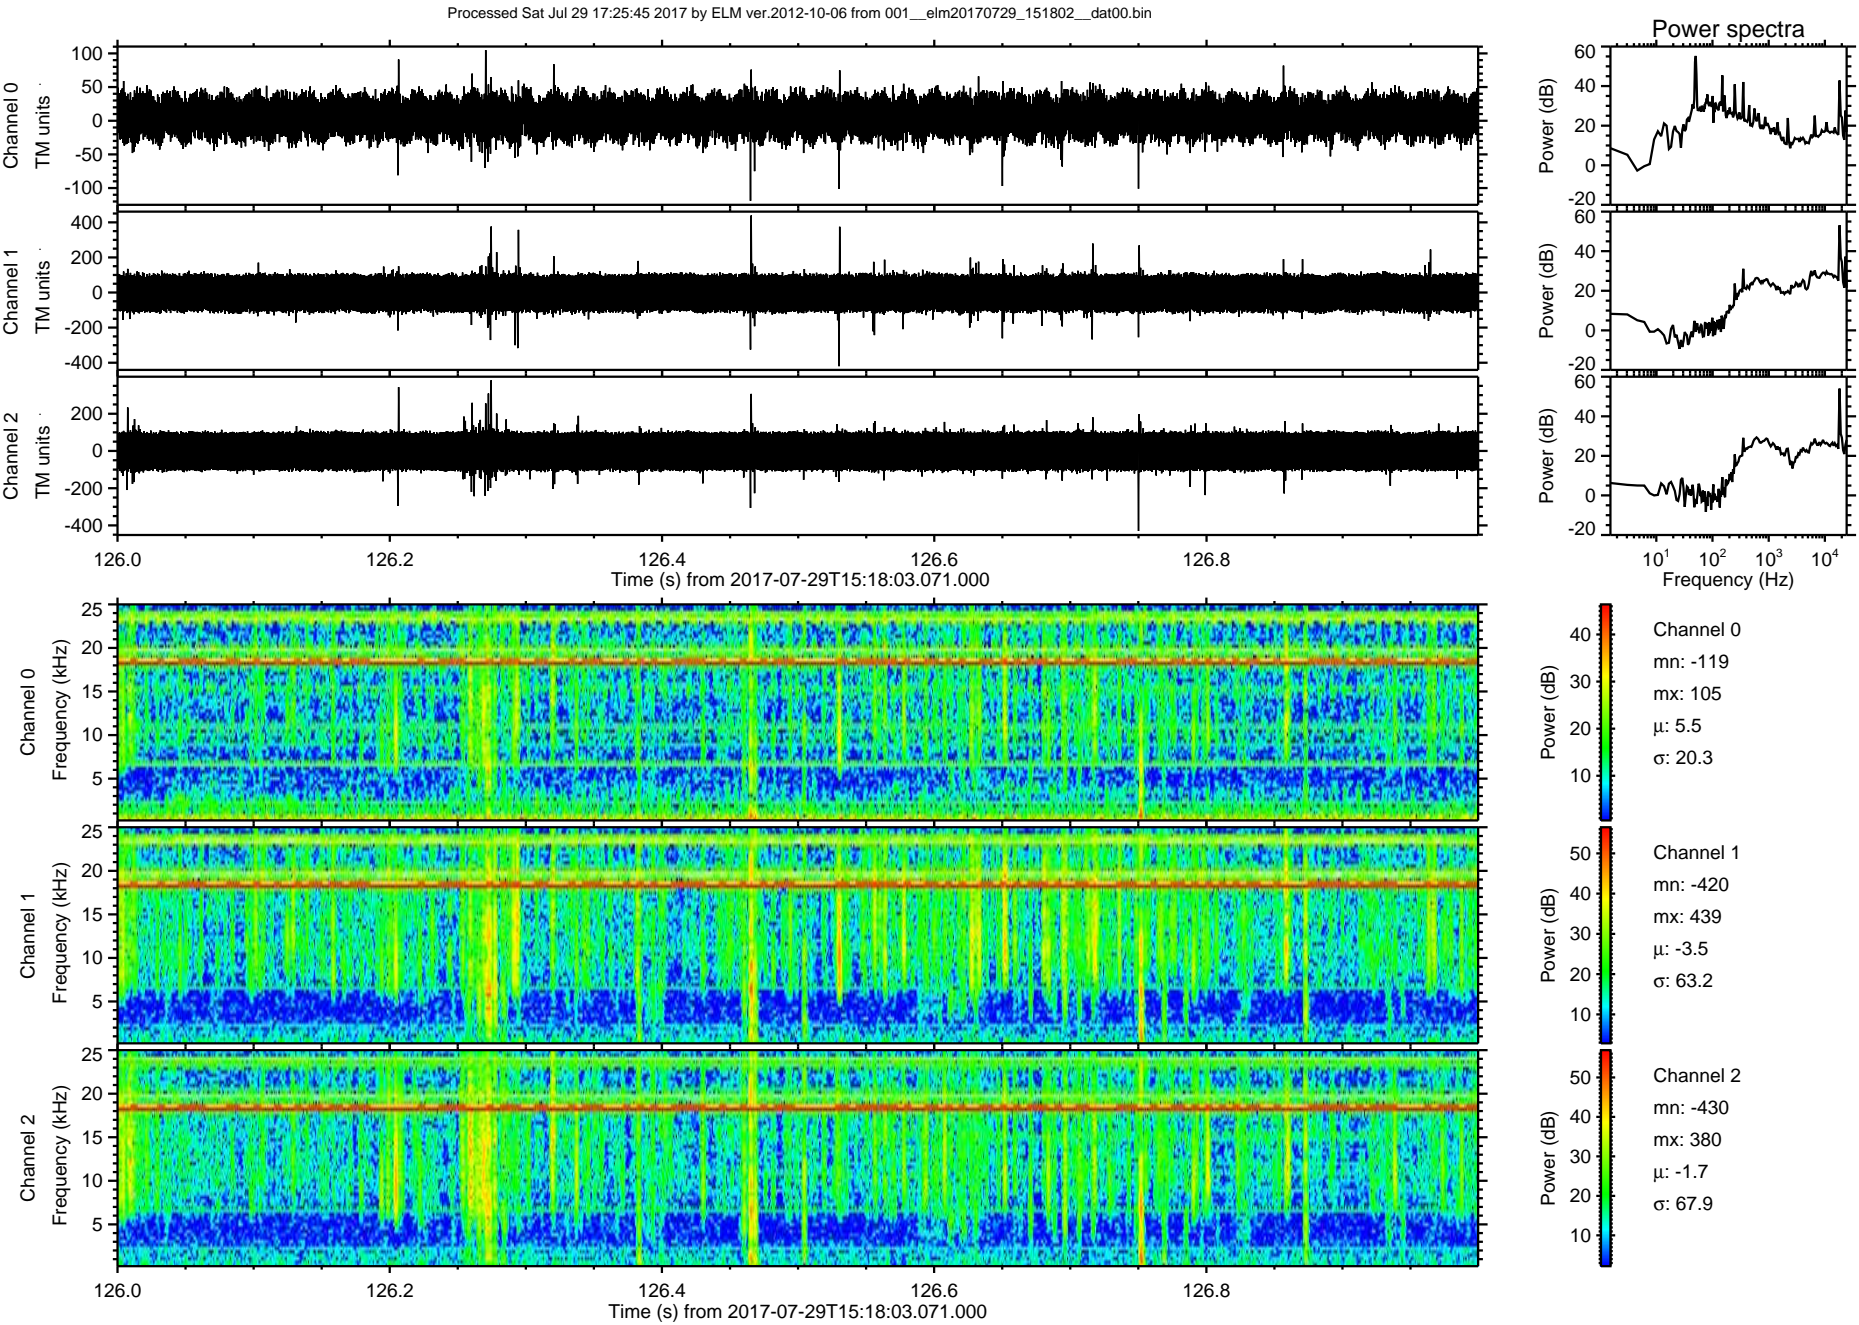 Processed Sat Jul 29 17:25:45 2017 by ELM ver.2012-10-06 from 001__elm20170729_151802__dat00.bin
Power spectra
Channel 0
TM units
100
50
0
-50
-100
Power (dB)
60
40
20
0
-20
Channel 1
TM units
400
200
0
-200
-400
Power (dB)
60
40
20
0
-20
Channel 2
TM units
200
0
-200
-400
Power (dB)
60
40
20
0
-20
126.0 126.2 126.4 126.6 126.8
Time (s) from 2017-07-29T15:18:03.071.000
10¹ 10² 10³ 10⁴
Frequency (Hz)
Channel 0
Frequency (kHz)
25
20
15
10
5
Power (dB)
40
30
20
10
Channel 0
mn: -119
mx: 105
μ: 5.5
σ: 20.3
Channel 1
Frequency (kHz)
25
20
15
10
5
Power (dB)
50
40
30
20
10
Channel 1
mn: -420
mx: 439
μ: -3.5
σ: 63.2
Channel 2
Frequency (kHz)
25
20
15
10
5
Power (dB)
50
40
30
20
10
Channel 2
mn: -430
mx: 380
μ: -1.7
σ: 67.9
126.0 126.2 126.4 126.6 126.8
Time (s) from 2017-07-29T15:18:03.071.000